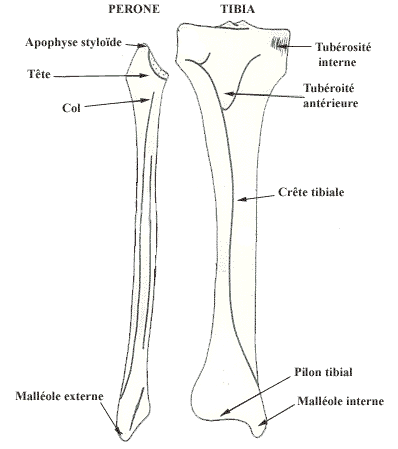 PERONE
TIBIA
Apophyse styloïde
Tête
Col
Tubérosité
interne
Tubéroité
antérieure
Crête tibiale
Pilon tibial
Malléole externe
Malléole interne